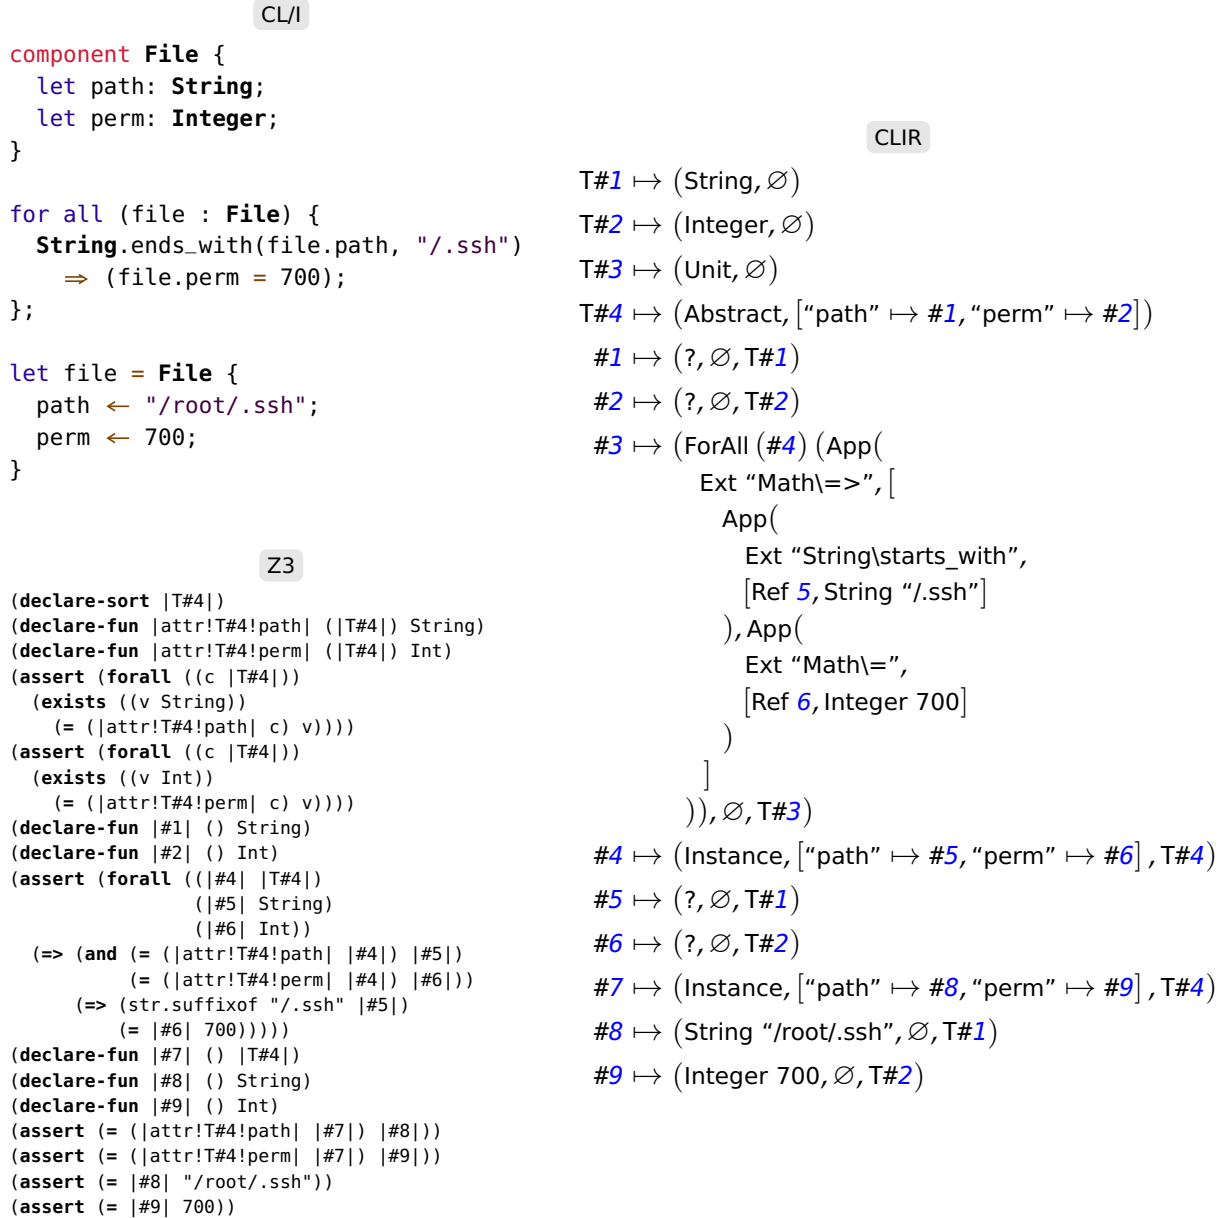 CL/I
component File {
  let path: String;
  let perm: Integer;
}
for all (file : File) {
  String.ends_with(file.path, "/.ssh")
    ⇒ (file.perm = 700);
};
let file = File {
  path ← "/root/.ssh";
  perm ← 700;
}
Z3
(declare-sort |T#4|)
(declare-fun |attr!T#4!path| (|T#4|) String)
(declare-fun |attr!T#4!perm| (|T#4|) Int)
(assert (forall ((c |T#4|))
  (exists ((v String))
    (= (|attr!T#4!path| c) v))))
(assert (forall ((c |T#4|))
  (exists ((v Int))
    (= (|attr!T#4!perm| c) v))))
(declare-fun |#1| () String)
(declare-fun |#2| () Int)
(assert (forall ((|#4| |T#4|)
                 (|#5| String)
                 (|#6| Int))
  (=> (and (= (|attr!T#4!path| |#4|) |#5|)
           (= (|attr!T#4!perm| |#4|) |#6|))
      (=> (str.suffixof "/.ssh" |#5|)
          (= |#6| 700)))))
(declare-fun |#7| () |T#4|)
(declare-fun |#8| () String)
(declare-fun |#9| () Int)
(assert (= (|attr!T#4!path| |#7|) |#8|))
(assert (= (|attr!T#4!perm| |#7|) |#9|))
(assert (= |#8| "/root/.ssh"))
(assert (= |#9| 700))
CLIR
T#1 ↦ (String, ∅)
T#2 ↦ (Integer, ∅)
T#3 ↦ (Unit, ∅)
T#4 ↦ (Abstract, [“path” ↦ #1, “perm” ↦ #2])
#1 ↦ (?, ∅, T#1)
#2 ↦ (?, ∅, T#2)
#3 ↦ (ForAll (#4) (App(
Ext “Math\=>”, [
App(
Ext “String\starts_with”,
[Ref 5, String “/.ssh”]
), App(
Ext “Math\=”,
[Ref 6, Integer 700]
)
]
)), ∅, T#3)
#4 ↦ (Instance, [“path” ↦ #5, “perm” ↦ #6] , T#4)
#5 ↦ (?, ∅, T#1)
#6 ↦ (?, ∅, T#2)
#7 ↦ (Instance, [“path” ↦ #8, “perm” ↦ #9] , T#4)
#8 ↦ (String “/root/.ssh”, ∅, T#1)
#9 ↦ (Integer 700, ∅, T#2)